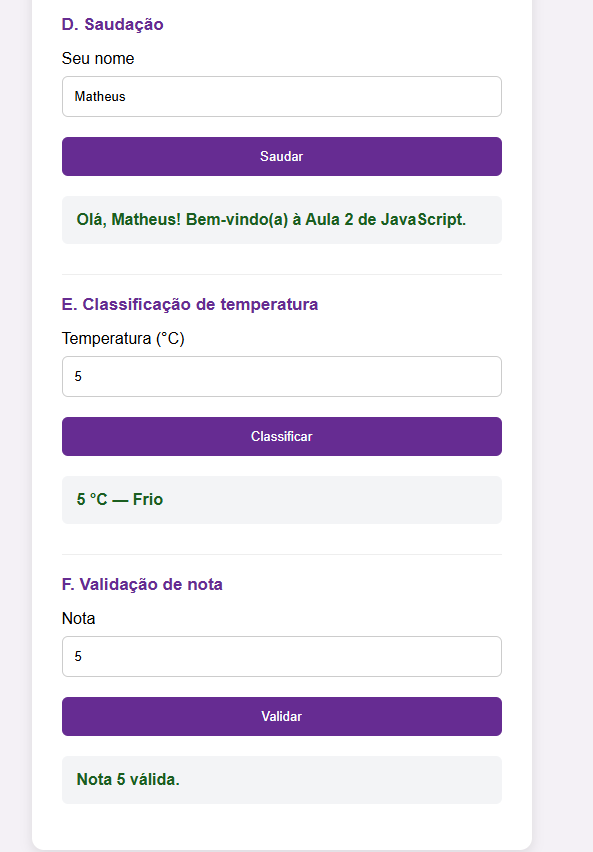 D. Saudação
Seu nome
Matheus
Saudar
Olá, Matheus! Bem-vindo(a) à Aula 2 de JavaScript.
E. Classificação de temperatura
Temperatura (°C)
5
Classificar
5 °C — Frio
F. Validação de nota
Nota
5
Validar
Nota 5 válida.